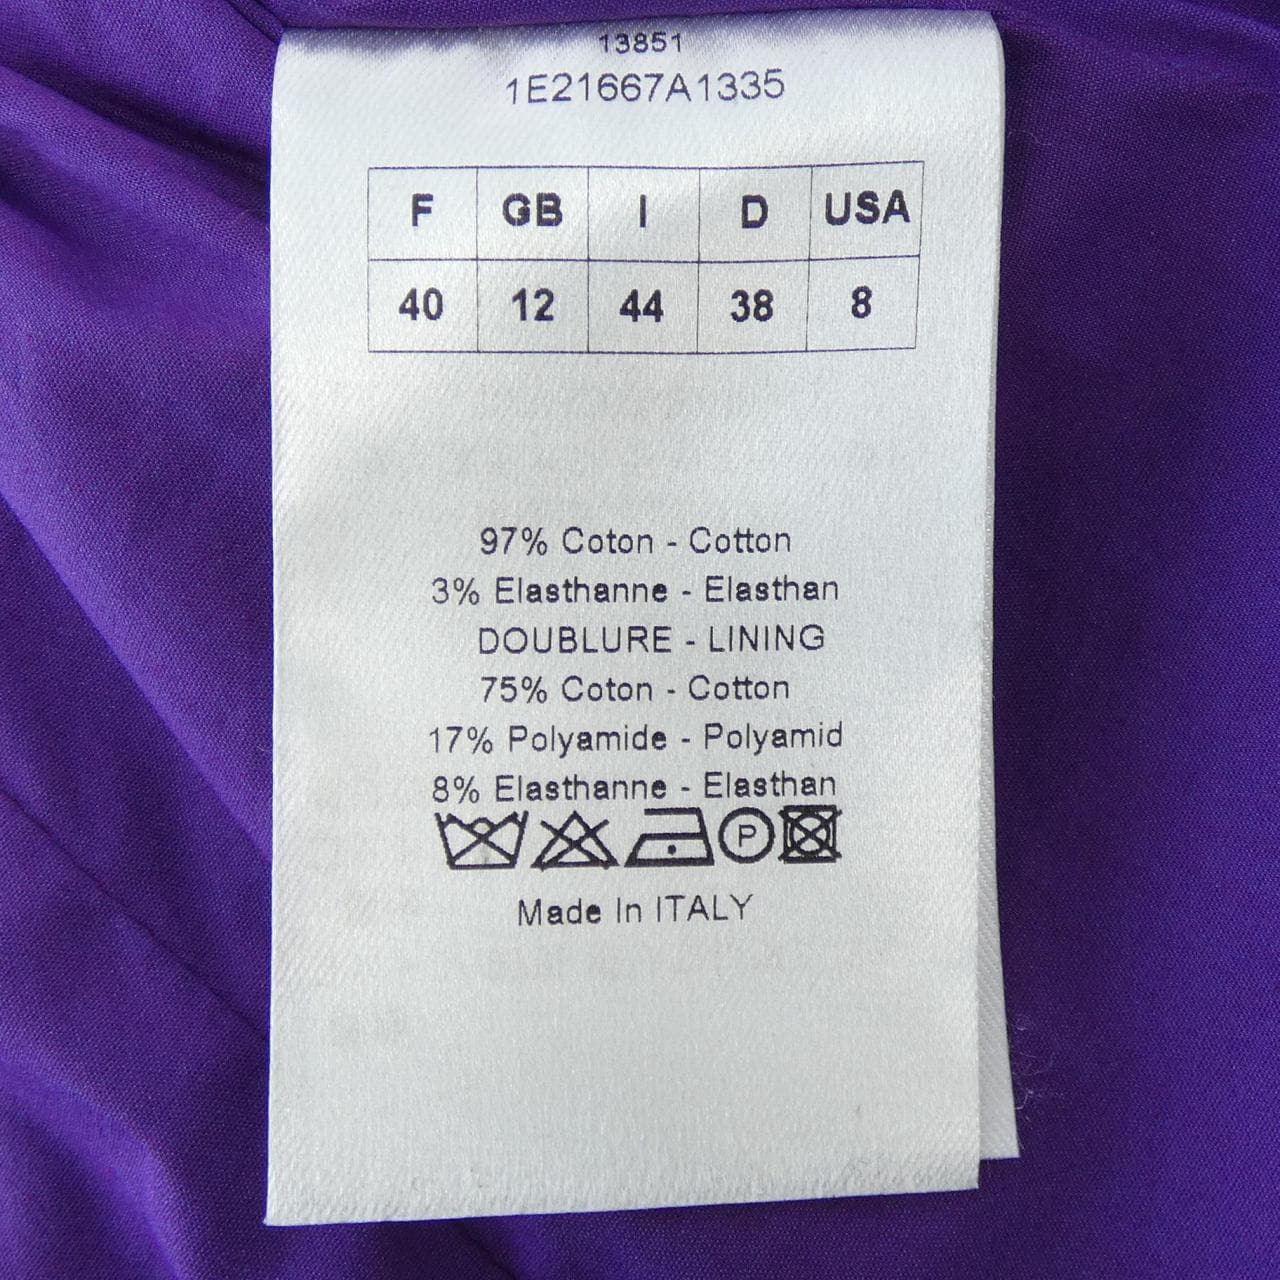 13851
1E21667A1335
F GB I D USA
40 12 44 38 8
97% Coton - Cotton
3% Elasthanne - Elasthan
DOUBLURE - LINING
75% Coton - Cotton
17% Polyamide - Polyamid
8% Elasthanne - Elasthan
P
Made In ITALY